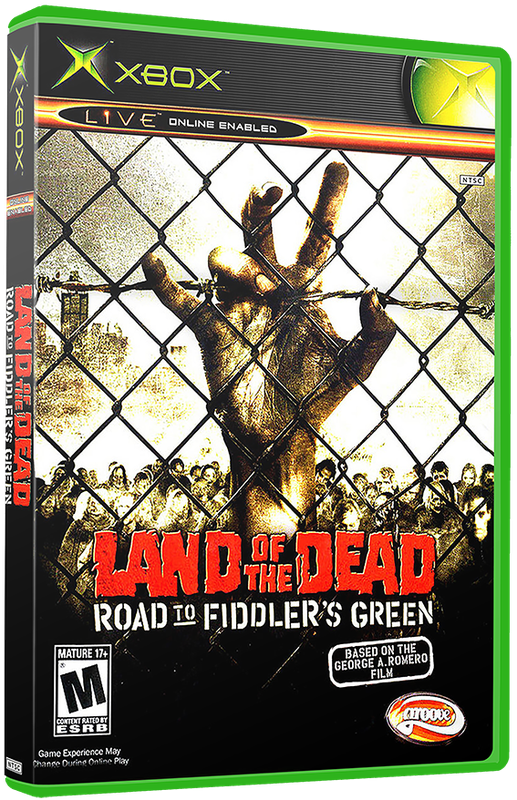 XBOX™
LIVE™ ONLINE ENABLED
NTSC
LAND OF THE DEAD
ROAD TO FIDDLER'S GREEN
BASED ON THE
GEORGE A. ROMERO
FILM
MATURE 17+
M
CONTENT RATED BY
ESRB
groove
Game Experience May
Change During Online Play
XBOX
LAND OF THE DEAD
ROAD TO FIDDLER'S GREEN
NTSC